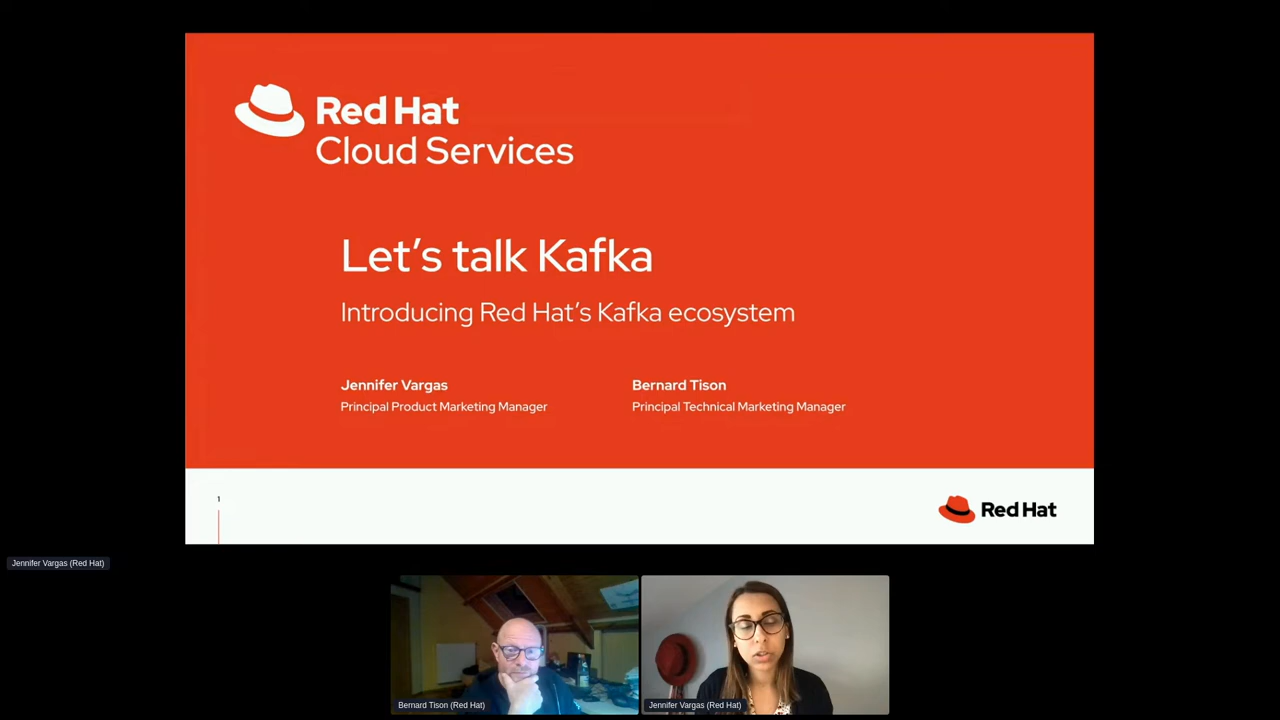 Red Hat
Cloud Services
Let's talk Kafka
Introducing Red Hat's Kafka ecosystem
Jennifer Vargas
Principal Product Marketing Manager
Bernard Tison
Principal Technical Marketing Manager
1
Red Hat
Jennifer Vargas (Red Hat)
Bernard Tison (Red Hat)
Jennifer Vargas (Red Hat)